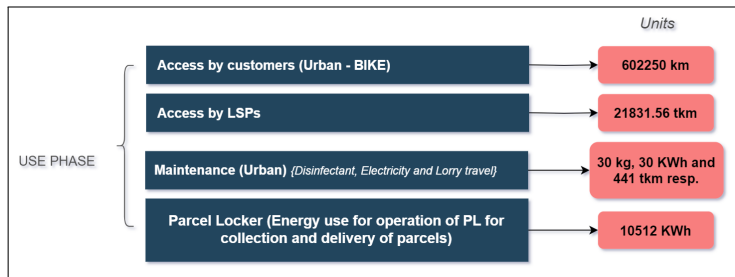 Units
Access by customers (Urban - BIKE)
602250 km
Access by LSPs
21831.56 tkm
USE PHASE
Maintenance (Urban) {Disinfectant, Electricity and Lorry travel}
30 kg, 30 KWh and
441 tkm resp.
Parcel Locker (Energy use for operation of PL for
collection and delivery of parcels)
10512 KWh